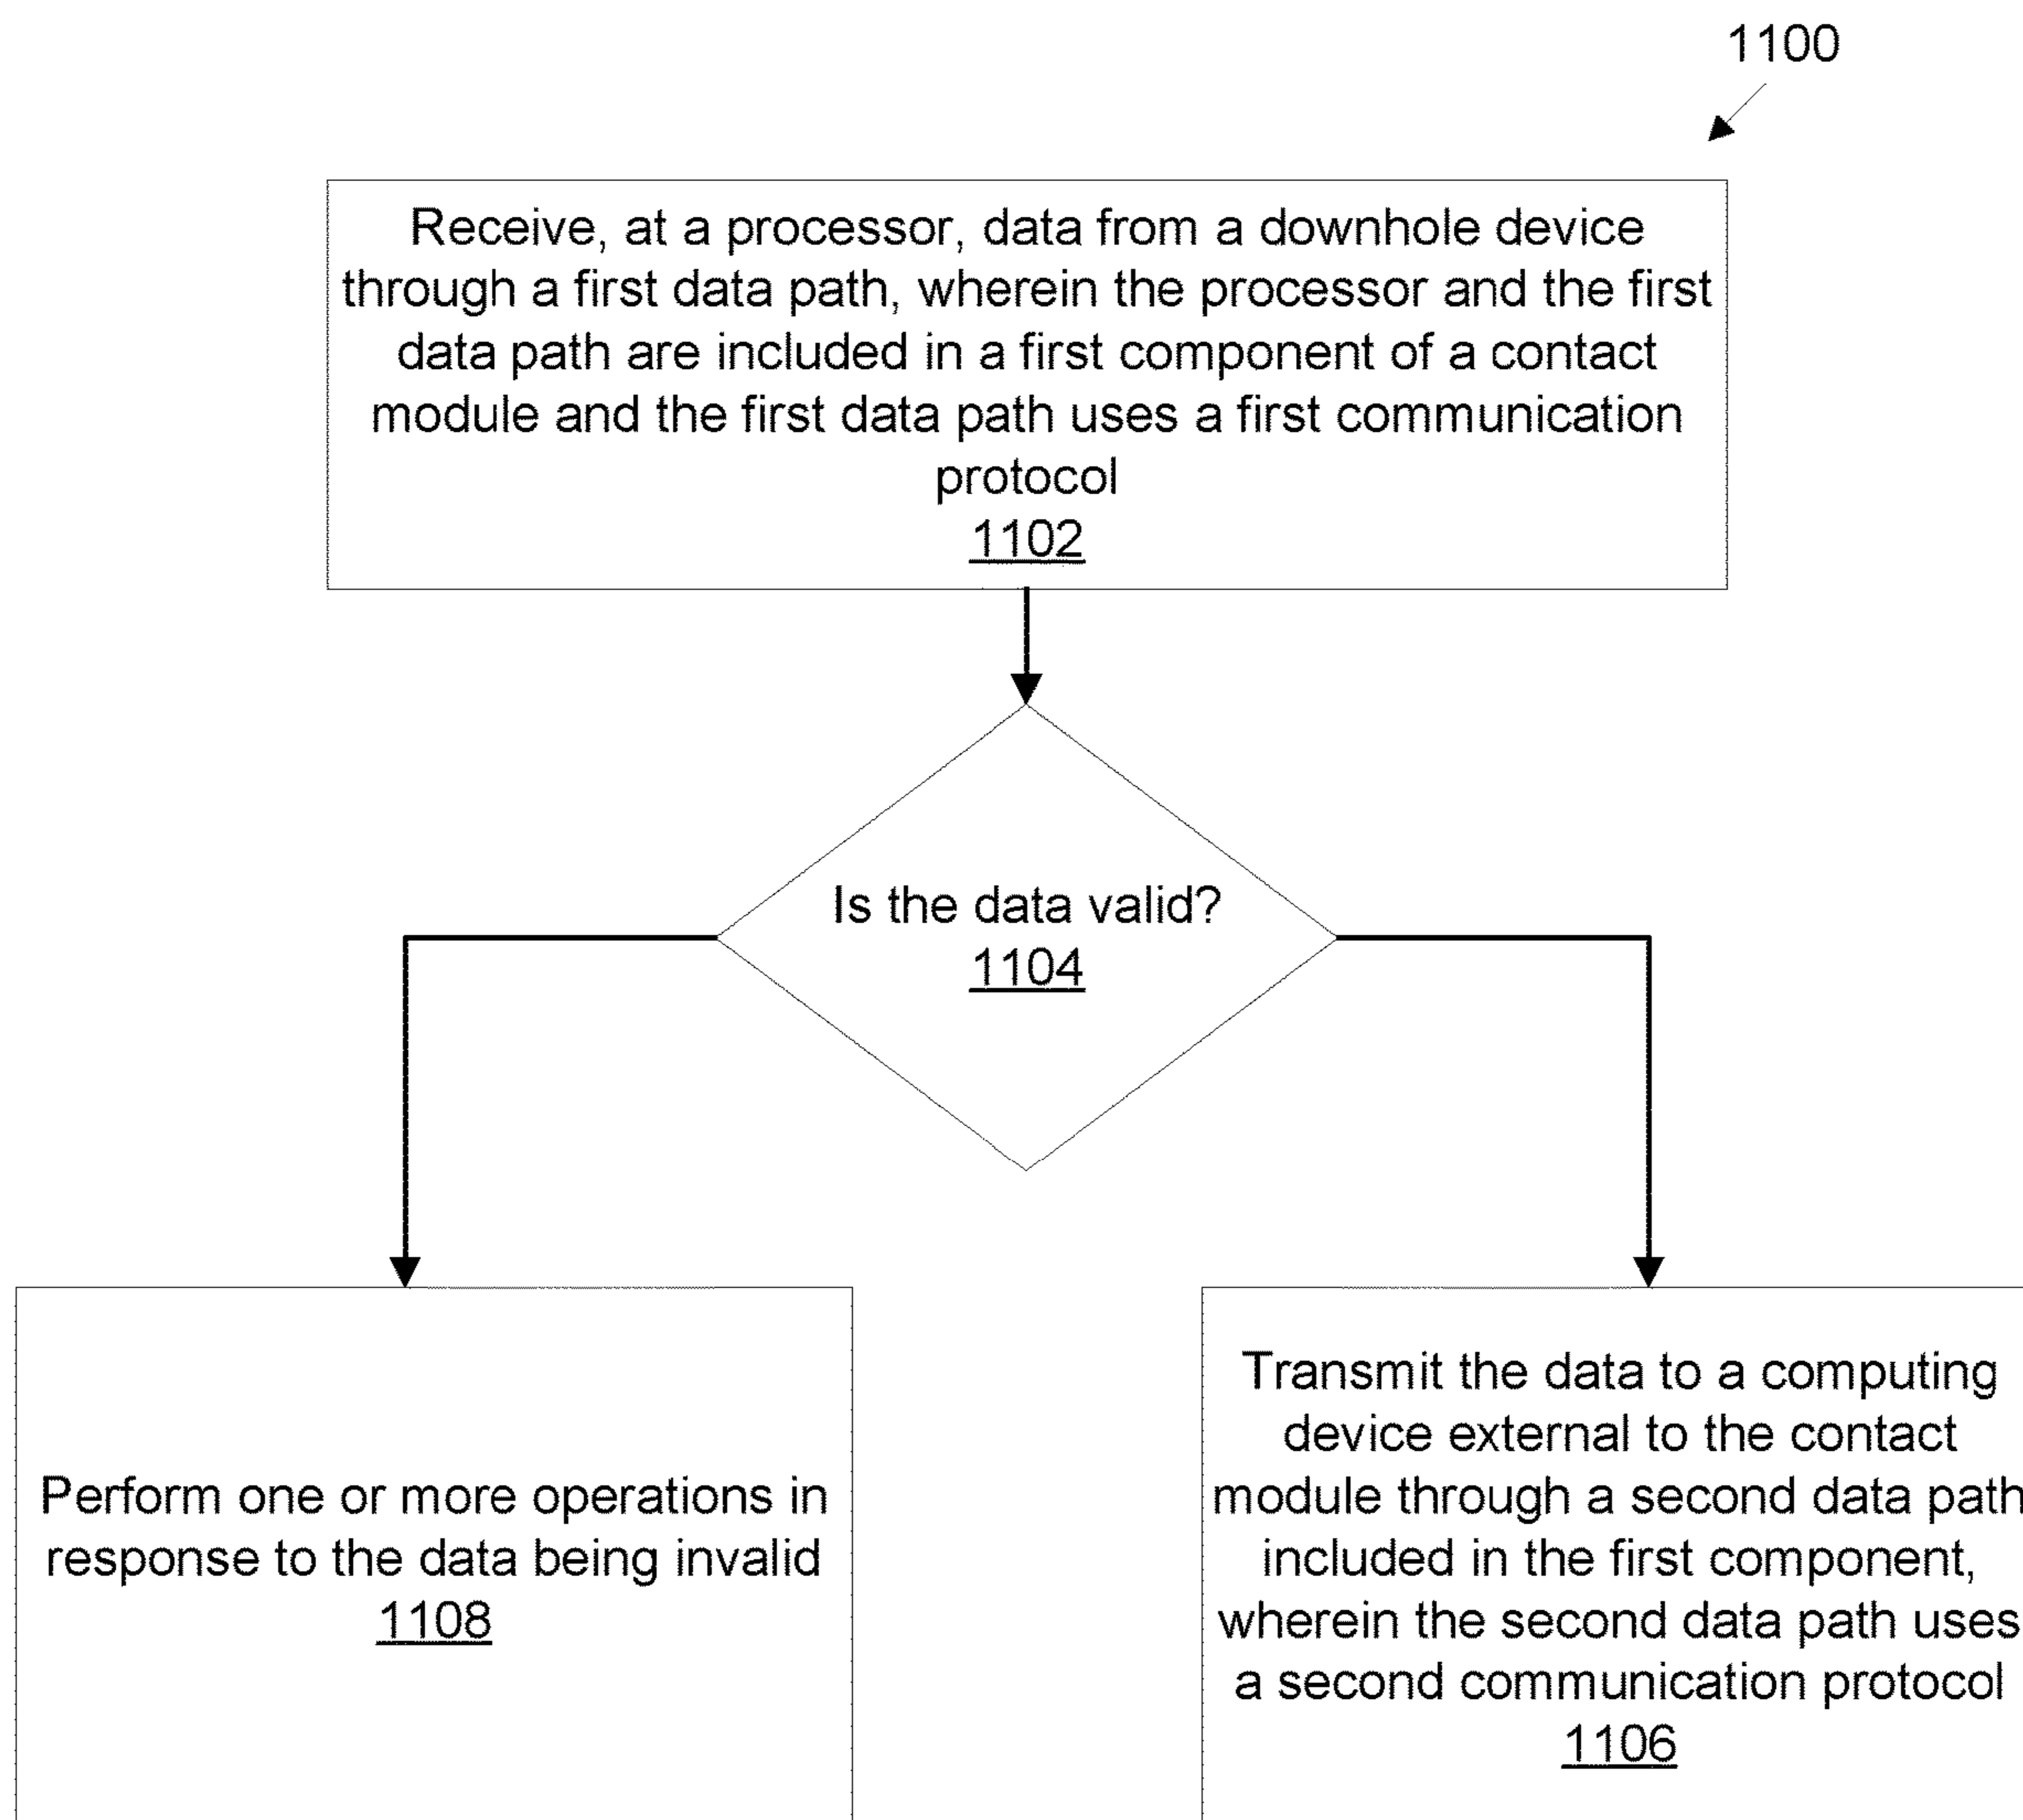 1100
Receive, at a processor, data from a downhole device
through a first data path, wherein the processor and the first
data path are included in a first component of a contact
module and the first data path uses a first communication
protocol
1102
Is the data valid?
1104
Perform one or more operations in
response to the data being invalid
1108
Transmit the data to a computing
device external to the contact
module through a second data path
included in the first component,
wherein the second data path uses
a second communication protocol
1106